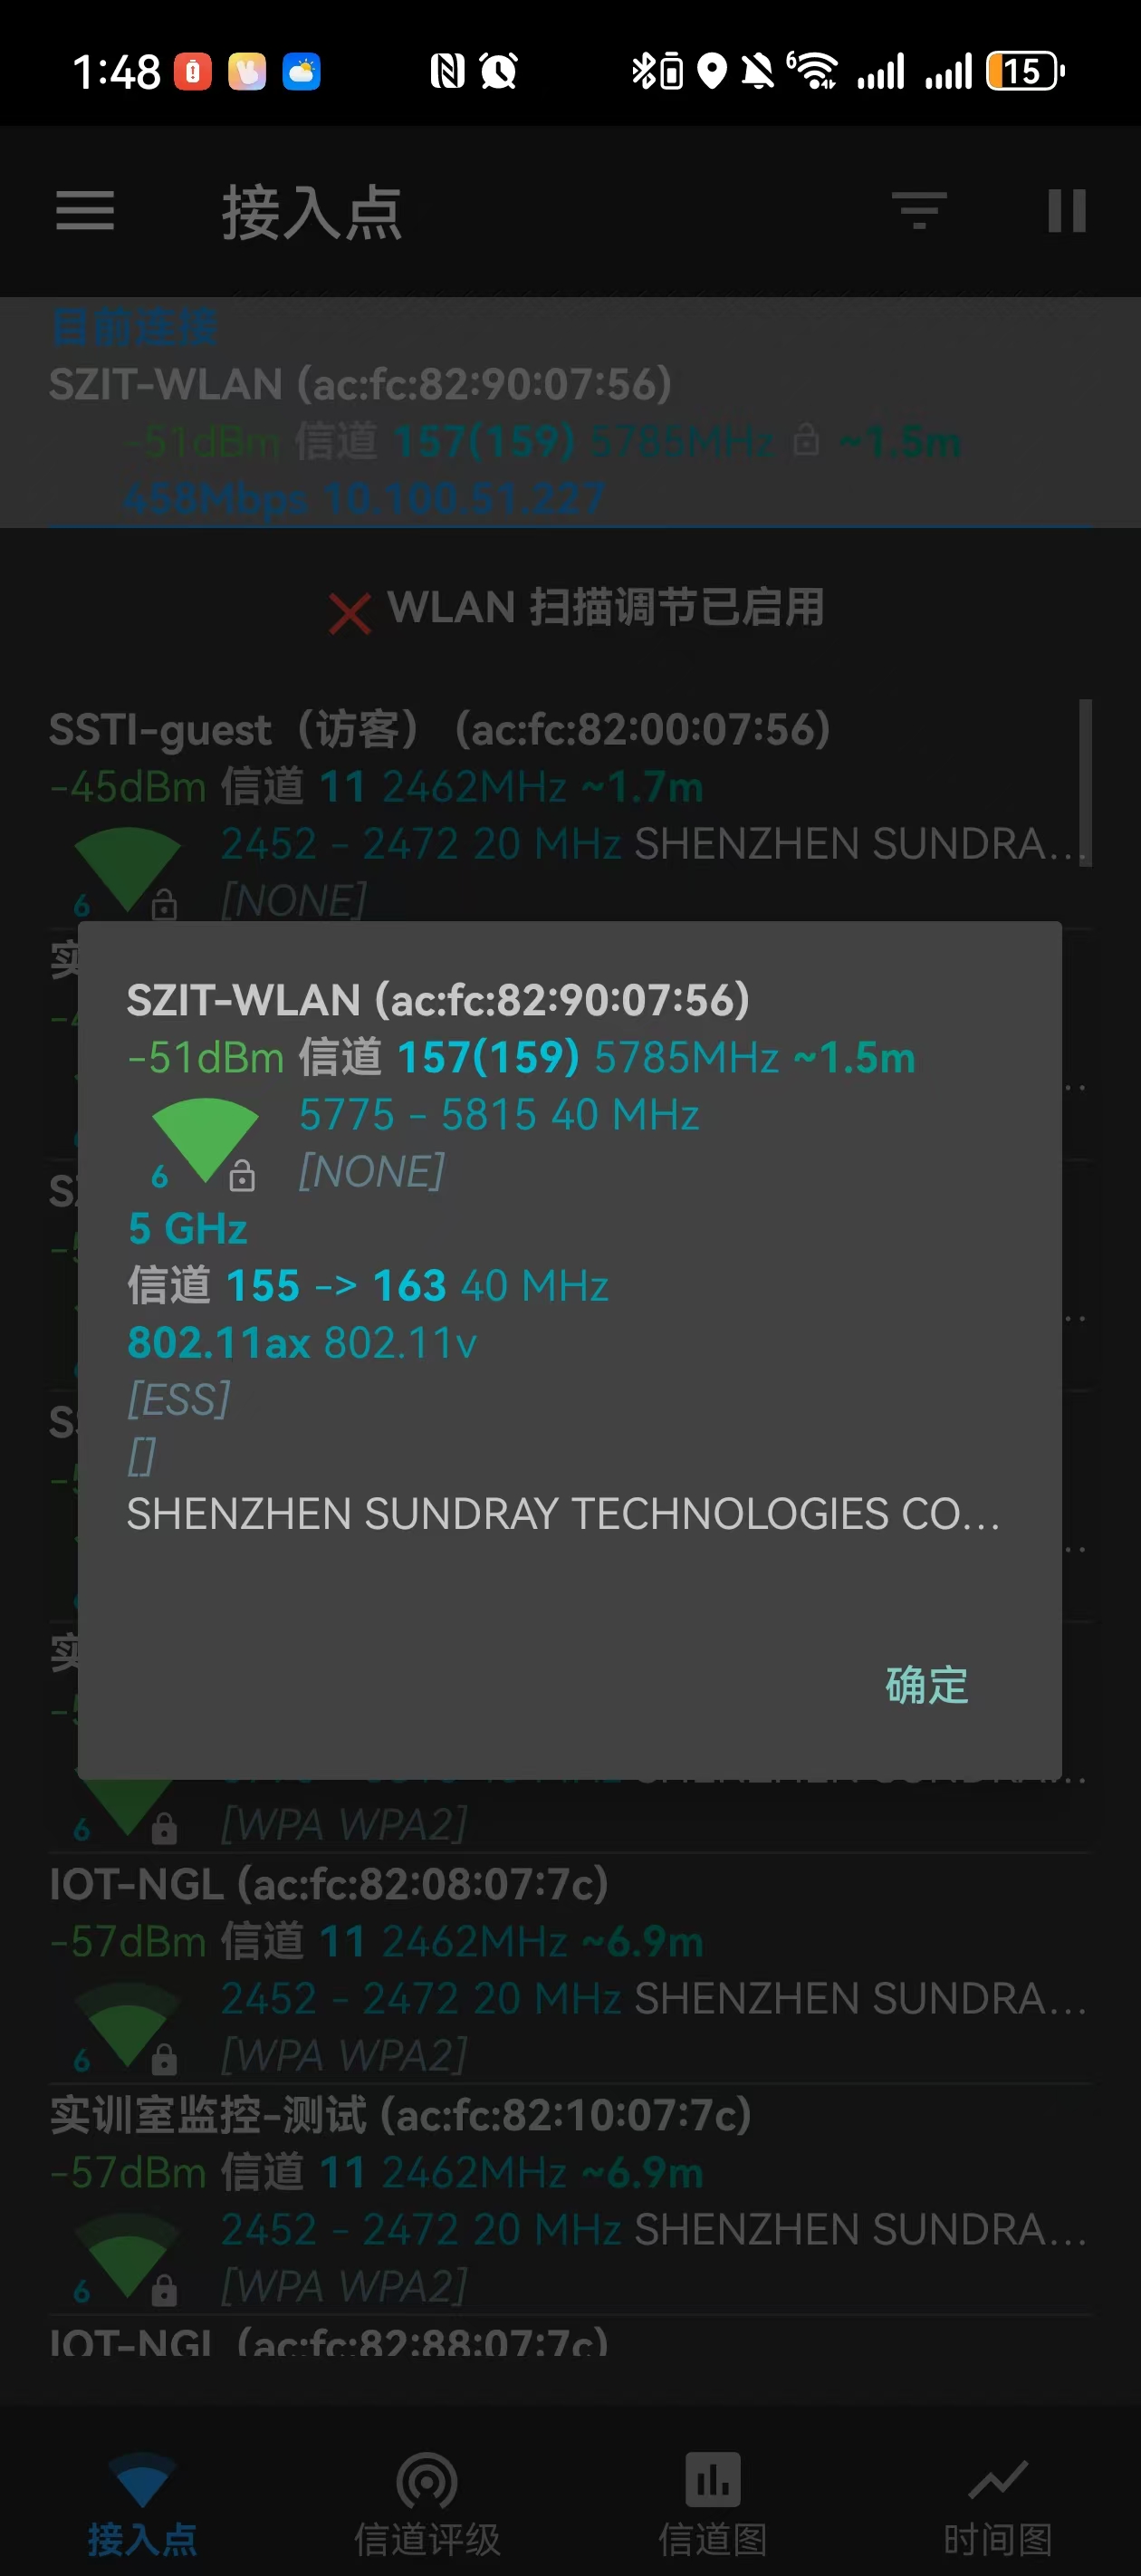 1:48
6
15
接入点
目前连接
SZIT-WLAN (ac:fc:82:90:07:56)
-51dBm 信道 157(159) 5785MHz ~1.5m
458Mbps 10.100.51.227
WLAN 扫描调节已启用
SSTI-guest（访客） (ac:fc:82:00:07:56)
-45dBm 信道 11 2462MHz ~1.7m
2452 - 2472 20 MHz SHENZHEN SUNDRA...
6 [NONE]
SZIT-WLAN (ac:fc:82:90:07:56)
-51dBm 信道 157(159) 5785MHz ~1.5m
5775 - 5815 40 MHz
6 [NONE]
5 GHz
信道 155 -> 163 40 MHz
802.11ax 802.11v
[ESS]
[]
SHENZHEN SUNDRAY TECHNOLOGIES CO...
确定
6 [WPA WPA2]
IOT-NGL (ac:fc:82:08:07:7c)
-57dBm 信道 11 2462MHz ~6.9m
2452 - 2472 20 MHz SHENZHEN SUNDRA...
6 [WPA WPA2]
实训室监控-测试 (ac:fc:82:10:07:7c)
-57dBm 信道 11 2462MHz ~6.9m
2452 - 2472 20 MHz SHENZHEN SUNDRA...
6 [WPA WPA2]
IOT-NGL (ac:fc:82:88:07:7c)
接入点 信道评级 信道图 时间图